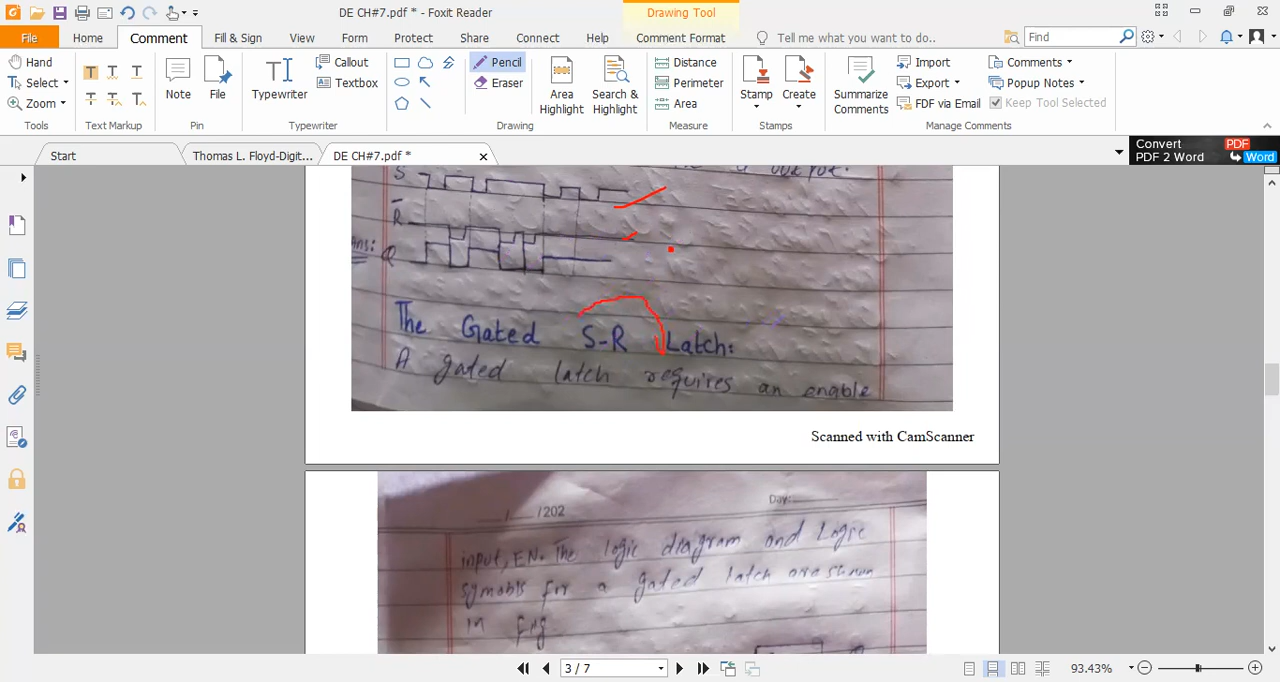 DE CH#7.pdf * - Foxit Reader
Drawing Tool
File Home Comment Fill & Sign View Form Protect Share Connect Help Comment Format Tell me what you want to do.. Find
Hand
Select
Zoom
Tools
T T T
T T T
Text Markup
Note
File
Pin
Typewriter
Callout
Textbox
Typewriter
Pencil
Eraser
Drawing
Area
Highlight
Search &
Highlight
Distance
Perimeter
Area
Measure
Stamp
Create
Stamps
Summarize
Comments
Import
Export
FDF via Email
Comments
Popup Notes
Keep Tool Selected
Manage Comments
Start Thomas L. Floyd-Digit... DE CH#7.pdf *
Convert PDF
PDF 2 Word Word
S
R
Ans: Q
The Gated S-R Latch:
A gated latch requires an enable
Scanned with CamScanner
/ /202 Day:
input, EN. The logic diagram and Logic
symobls for a gated latch are shown
in Fig
3 / 7
93.43%